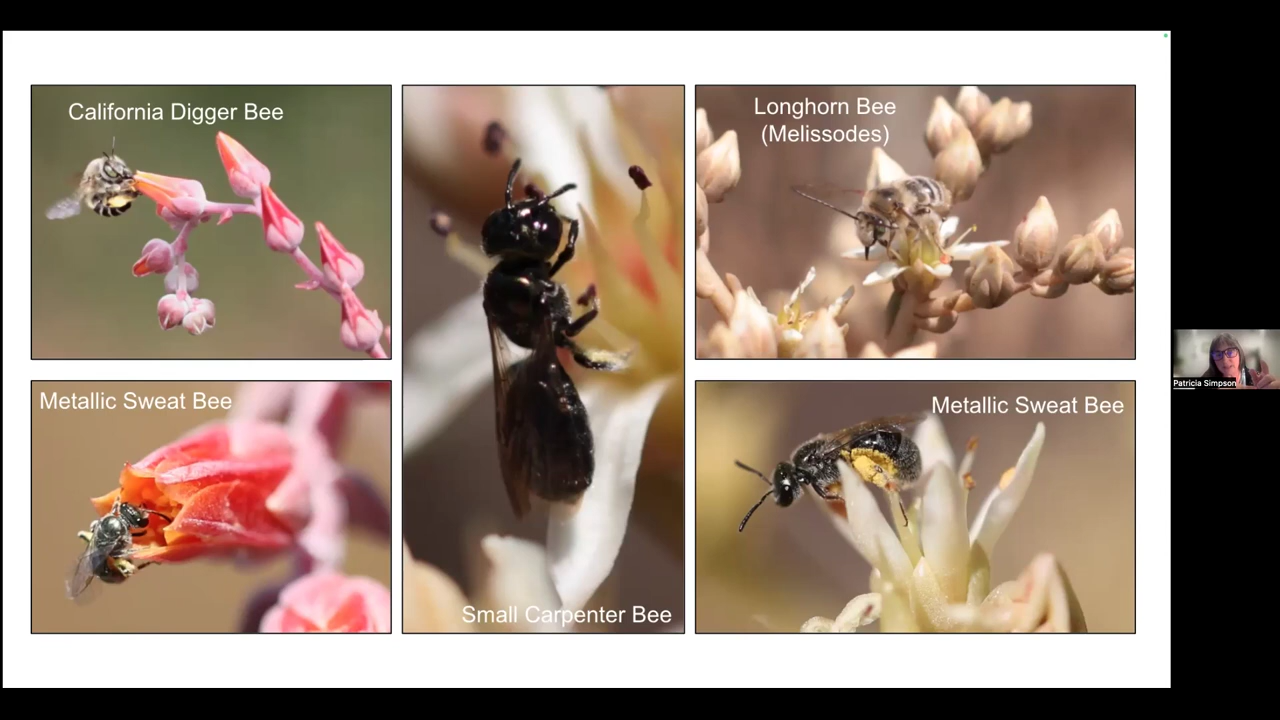 California Digger Bee
Longhorn Bee
(Melissodes)
Metallic Sweat Bee
Small Carpenter Bee
Metallic Sweat Bee
Patricia Simpson